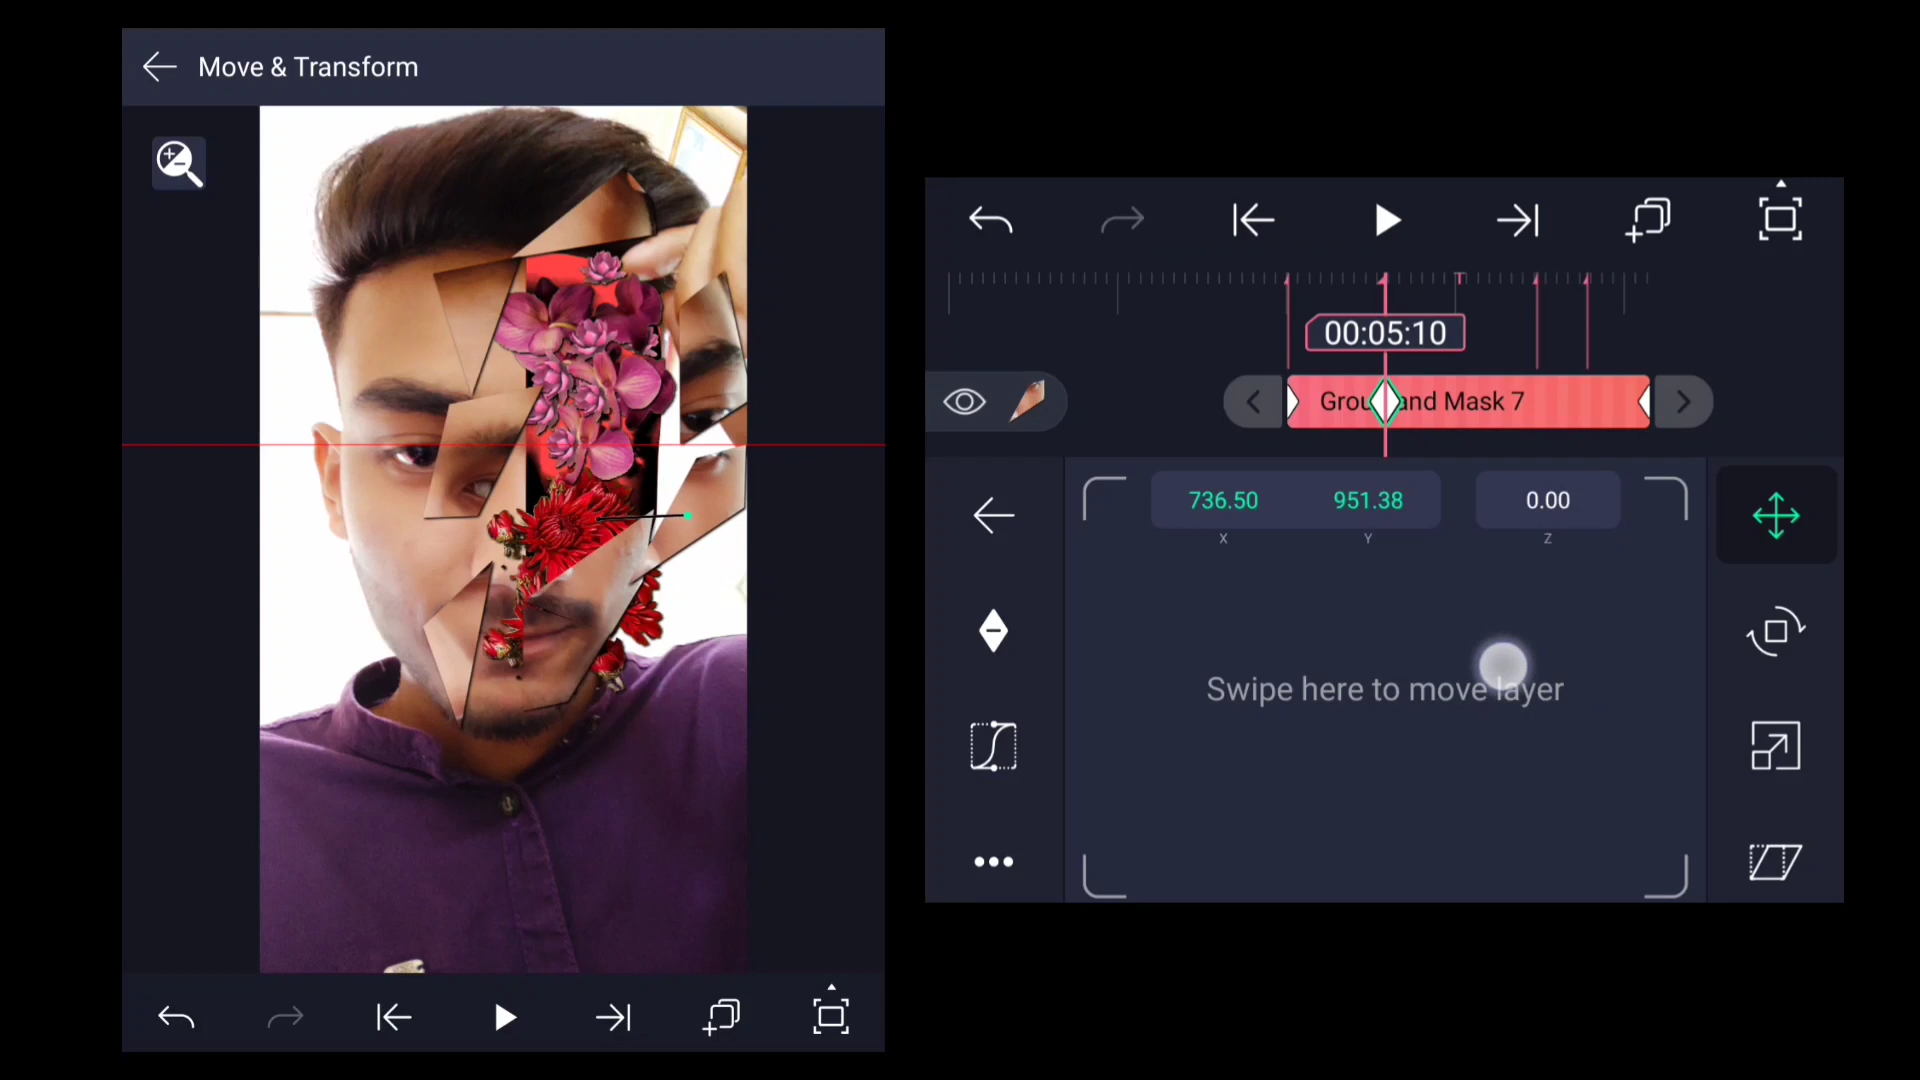 Move & Transform
00:05:10
Grou and Mask 7
736.50 951.38 0.00
X Y Z
Swipe here to move layer